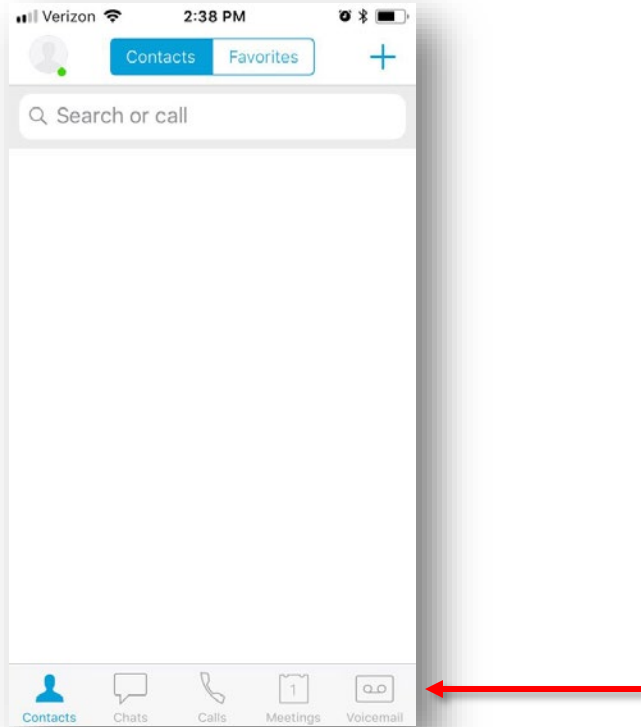 Verizon 2:38 PM
Contacts Favorites
Search or call
1
Contacts Chats Calls Meetings Voicemail